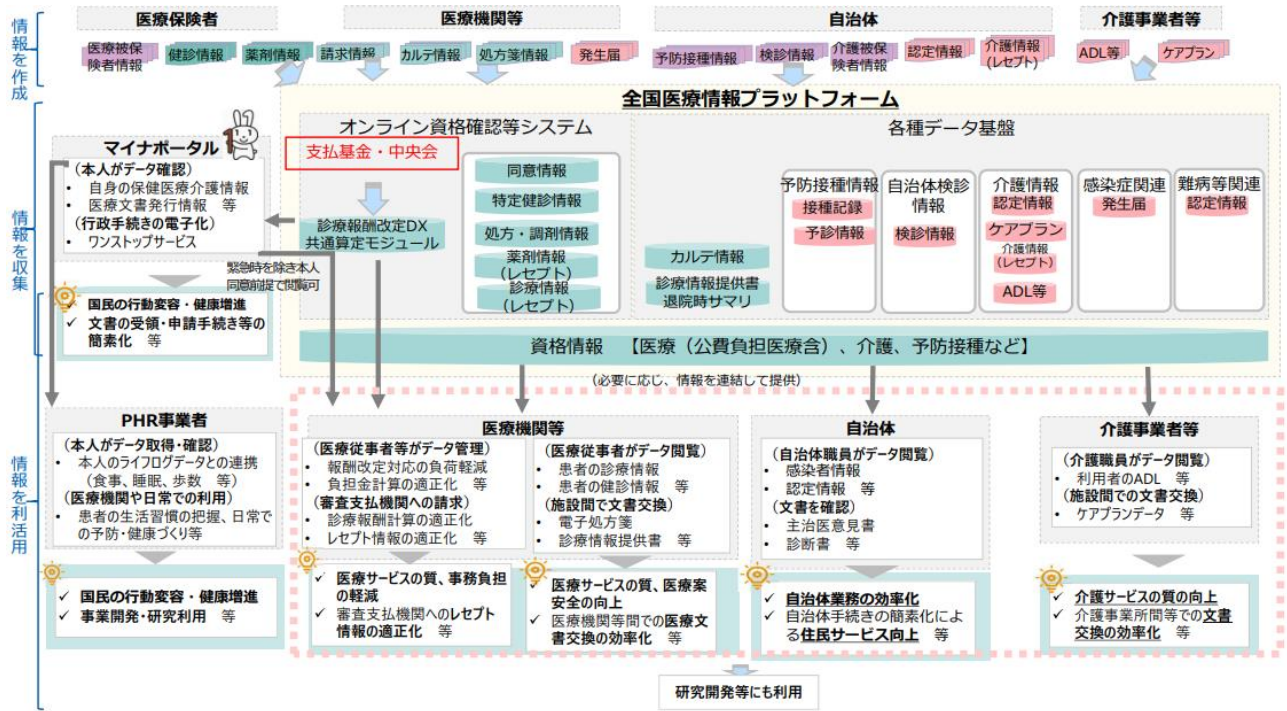 情報を作成
医療保険者
医療機関等
自治体
介護事業者等
医療被保
険者情報
健診情報
薬剤情報
請求情報
カルテ情報
処方箋情報
発生届
予防接種情報
検診情報
介護被保
険者情報
認定情報
介護情報
(レセプト)
ADL等
ケアプラン
情報を収集
全国医療情報プラットフォーム
マイナポータル
(本人がデータ確認)
・ 自身の保健医療介護情報
・ 医療文書発行情報 等
(行政手続きの電子化)
・ ワンストップサービス
✓ 国民の行動変容・健康増進
✓ 文書の受領・申請手続き等の
簡素化 等
オンライン資格確認等システム
支払基金・中央会
診療報酬改定DX
共通算定モジュール
緊急時を除き本人
同意前提で閲覧可
同意情報
特定健診情報
処方・調剤情報
薬剤情報
(レセプト)
診療情報
(レセプト)
各種データ基盤
カルテ情報
診療情報提供書
退院時サマリ
予防接種情報
接種記録
予診情報
自治体検診
情報
検診情報
介護情報
認定情報
ケアプラン
介護情報
(レセプト)
ADL等
感染症関連
発生届
難病等関連
認定情報
資格情報 【医療(公費負担医療含)、介護、予防接種など】
(必要に応じ、情報を連結して提供)
情報を利活用
PHR事業者
(本人がデータ取得・確認)
・ 本人のライフログデータとの連携
(食事、睡眠、歩数 等)
(医療機関や日常での利用)
・ 患者の生活習慣の把握、日常で
の予防・健康づくり等
✓ 国民の行動変容・健康増進
✓ 事業開発・研究利用 等
医療機関等
(医療従事者等がデータ管理)
・ 報酬改定対応の負荷軽減
・ 負担金計算の適正化 等
(審査支払機関への請求)
・ 診療報酬計算の適正化
・ レセプト情報の適正化 等
✓ 医療サービスの質、事務負担
の軽減
✓ 審査支払機関へのレセプト
情報の適正化 等
(医療従事者がデータ閲覧)
・ 患者の診療情報
・ 患者の健診情報 等
(施設間で文書交換)
・ 電子処方箋
・ 診療情報提供書 等
✓ 医療サービスの質、医療案
安全の向上
✓ 医療機関等間での医療文
書交換の効率化 等
自治体
(自治体職員がデータ閲覧)
・ 感染者情報
・ 認定情報 等
(文書を確認)
・ 主治医意見書
・ 診断書 等
✓ 自治体業務の効率化
✓ 自治体手続きの簡素化によ
る住民サービス向上 等
介護事業者等
(介護職員がデータ閲覧)
・ 利用者のADL 等
(施設間での文書交換)
・ ケアプランデータ 等
✓ 介護サービスの質の向上
✓ 介護事業所間等での文書
交換の効率化 等
研究開発等にも利用